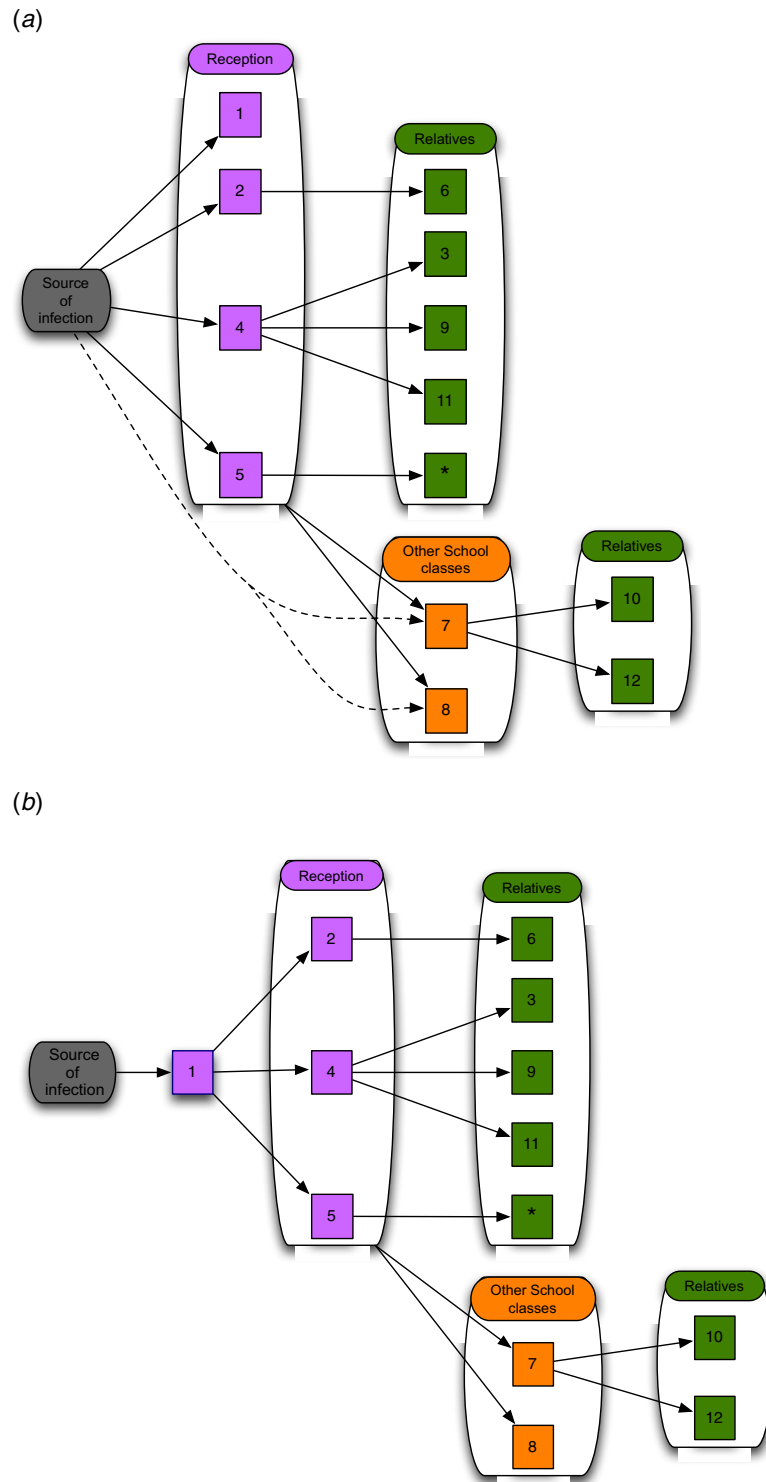 (a)
Reception
1
Relatives
2
6
3
Source
of
infection
4
9
11
5
*
Other School
classes
Relatives
7
10
8
12
(b)
Reception
Relatives
2
6
3
Source
of
infection
1
4
9
11
5
*
Other School
classes
Relatives
7
10
8
12